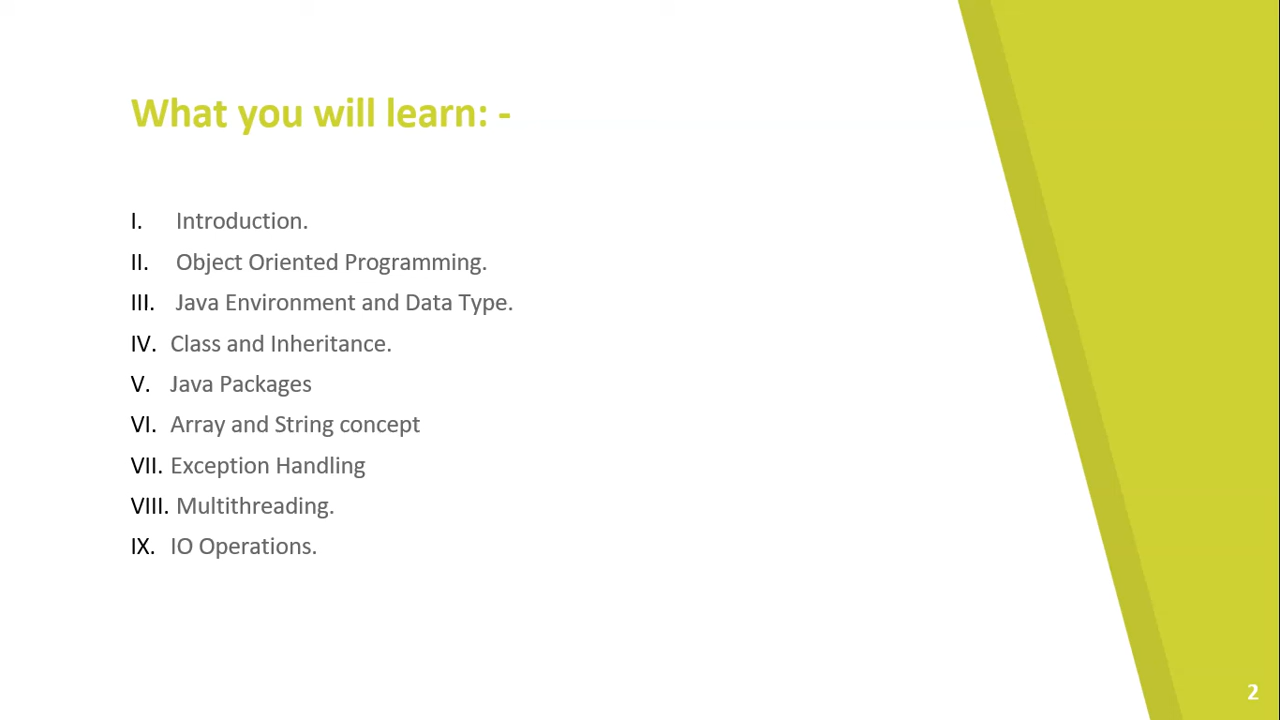 What you will learn: -
I. Introduction.
II. Object Oriented Programming.
III. Java Environment and Data Type.
IV. Class and Inheritance.
V. Java Packages
VI. Array and String concept
VII. Exception Handling
VIII. Multithreading.
IX. IO Operations.
2